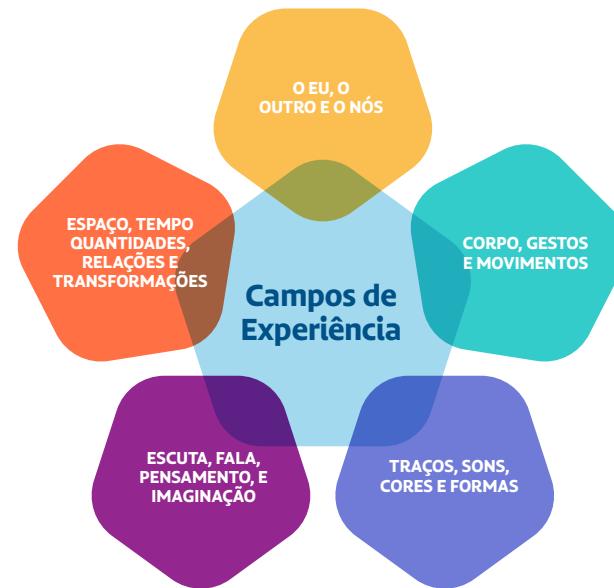 O EU, O
OUTRO E O NÓS
ESPAÇO, TEMPO
QUANTIDADES,
RELAÇÕES E
TRANSFORMAÇÕES
CORPO, GESTOS
E MOVIMENTOS
Campos de
Experiência
ESCUTA, FALA,
PENSAMENTO, E
IMAGINAÇÃO
TRAÇOS, SONS,
CORES E FORMAS